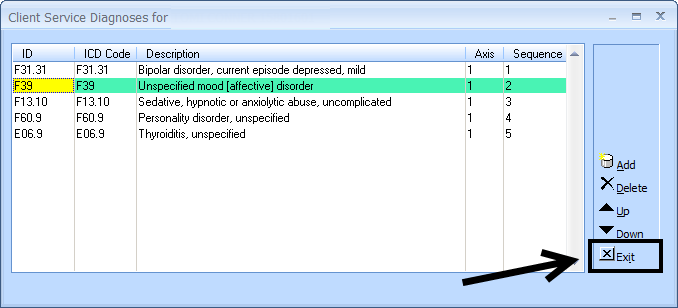 Client Service Diagnoses for
ID ICD Code Description Axis Sequence
F31.31 F31.31 Bipolar disorder, current episode depressed, mild 1 1
F39 F39 Unspecified mood [affective] disorder 1 2
F13.10 F13.10 Sedative, hypnotic or anxiolytic abuse, uncomplicated 1 3
F60.9 F60.9 Personality disorder, unspecified 1 4
E06.9 E06.9 Thyroiditis, unspecified 1 5
Add
Delete
Up
Down
Exit